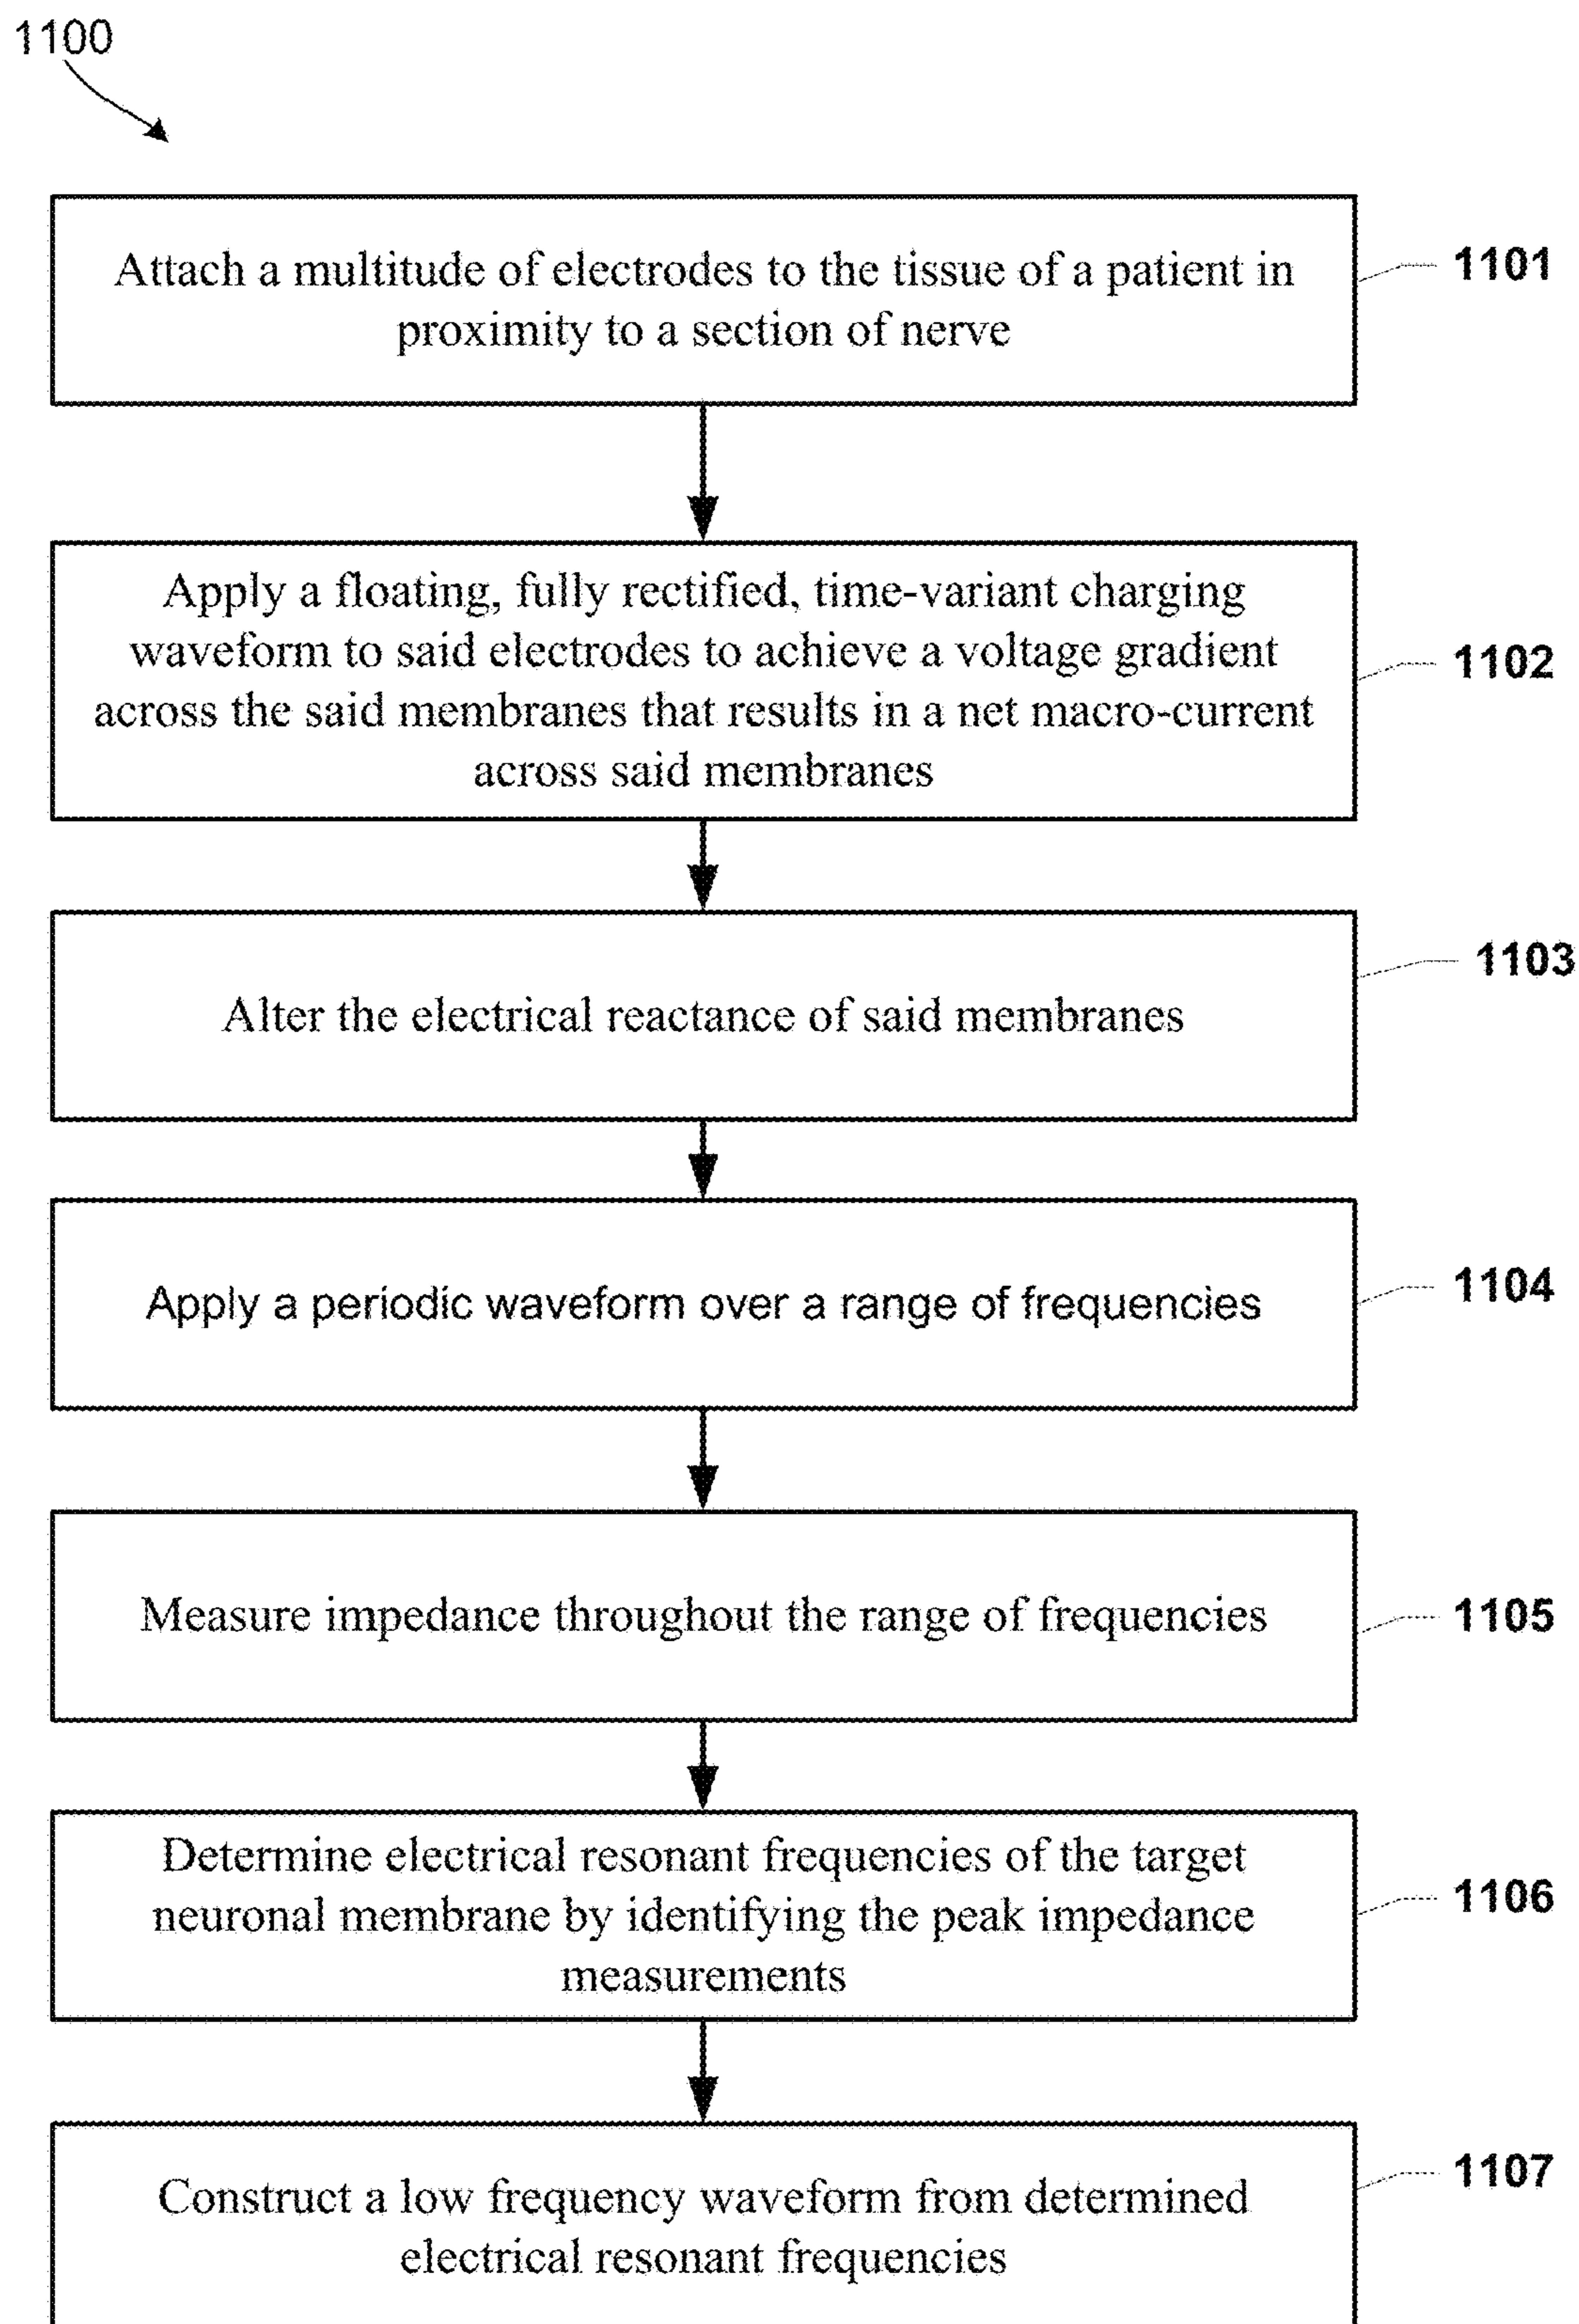 1100
Attach a multitude of electrodes to the tissue of a patient in
proximity to a section of nerve
1101
Apply a floating, fully rectified, time-variant charging
waveform to said electrodes to achieve a voltage gradient
across the said membranes that results in a net macro-current
across said membranes
1102
Alter the electrical reactance of said membranes
1103
Apply a periodic waveform over a range of frequencies
1104
Measure impedance throughout the range of frequencies
1105
Determine electrical resonant frequencies of the target
neuronal membrane by identifying the peak impedance
measurements
1106
Construct a low frequency waveform from determined
electrical resonant frequencies
1107